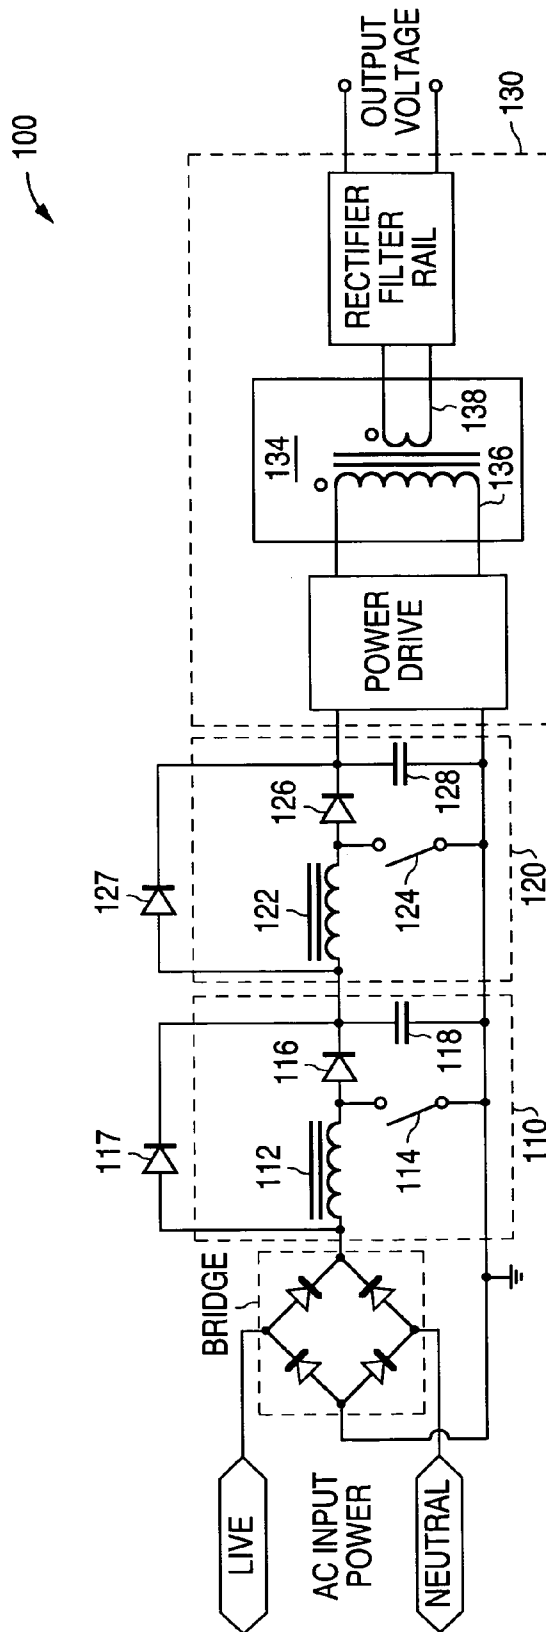 100
LIVE
AC INPUT
POWER
NEUTRAL
BRIDGE
117
112
116
114
118
110
127
122
126
124
128
120
POWER
DRIVE
134
136
138
RECTIFIER
FILTER
RAIL
OUTPUT
VOLTAGE
130